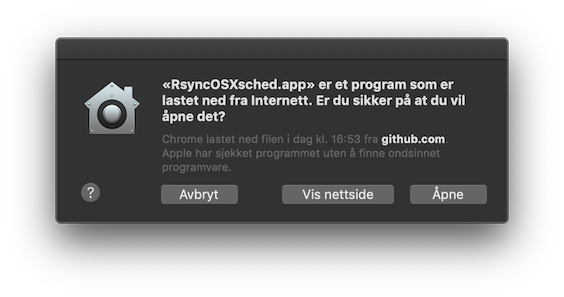 «RsyncOSXsched.app» er et program som er
lastet ned fra Internett. Er du sikker på at du vil
åpne det?
Chrome lastet ned filen i dag kl. 16:53 fra github.com.
Apple har sjekket programmet uten å finne ondsinnet
programvare.
? Avbryt Vis nettside Åpne